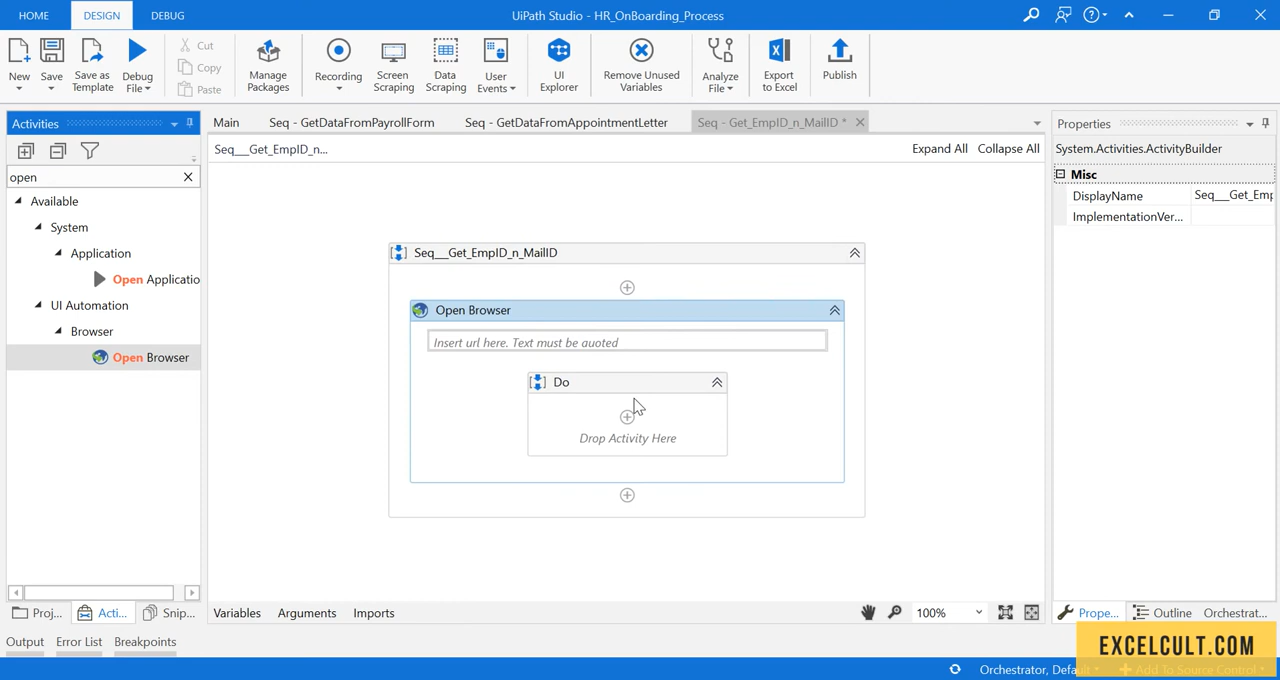 HOME
DESIGN
DEBUG
UiPath Studio - HR_OnBoarding_Process
New
Save
Save as Template
Debug File
Cut
Copy
Paste
Manage Packages
Recording
Screen Scraping
Data Scraping
User Events
UI Explorer
Remove Unused Variables
Analyze File
Export to Excel
Publish
Activities
Main
Seq - GetDataFromPayrollForm
Seq - GetDataFromAppointmentLetter
Seq - Get_EmpID_n_MailID *
Properties
Seq___Get_EmpID_n...
Expand All
Collapse All
System.Activities.ActivityBuilder
open
Misc
DisplayName
Seq___Get_Emp
ImplementationVer...
Available
System
Application
Open Applicatio
UI Automation
Browser
Open Browser
Seq___Get_EmpID_n_MailID
Open Browser
Insert url here. Text must be quoted
Do
Drop Activity Here
Proj...
Acti...
Snip...
Variables
Arguments
Imports
100%
Prope...
Outline
Orchestrat...
Output
Error List
Breakpoints
EXCELCULT.COM
Orchestrator, Default
Add To Source Control